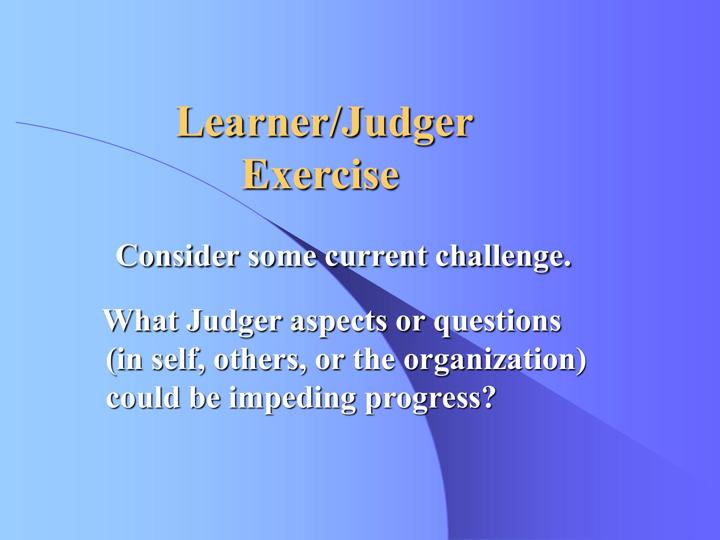 Learner/Judger
Exercise
Consider some current challenge.
What Judger aspects or questions
(in self, others, or the organization)
could be impeding progress?